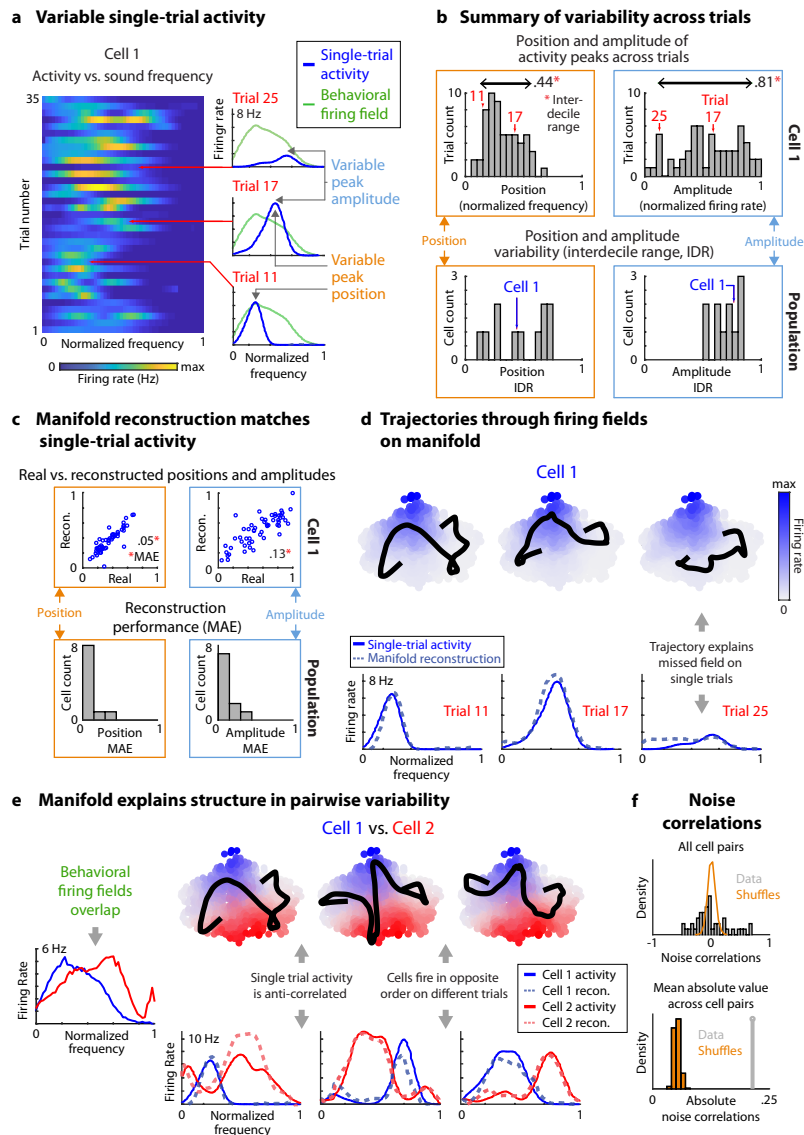 a Variable single-trial activity
Cell 1
Activity vs. sound frequency
35
Trial number
1
0 Normalized frequency 1
0 max
Firing rate (Hz)
Single-trial
activity
Behavioral
firing field
Trial 25
8 Hz
Firingr rate
Trial 17
Trial 11
0 1
Normalized
frequency
Variable
peak
amplitude
Variable
peak
position
b Summary of variability across trials
Position and amplitude of
activity peaks across trials
.44*
11
17
* Inter-
decile
range
10
Trial count
0
0 1
Position
(normalized frequency)
.81*
25
Trial
17
10
Trial count
0
0 1
Amplitude
(normalized firing rate)
Cell 1
Position
Amplitude
Position and amplitude
variability (interdecile range, IDR)
Cell 1
3
Cell count
0
0 1
Position
IDR
Cell 1
3
Cell count
0
0 1
Amplitude
IDR
Population
c Manifold reconstruction matches
single-trial activity
Real vs. reconstructed positions and amplitudes
1
Recon.
0
.05*
*MAE
0 Real 1
1
Recon.
0
.13*
0 Real 1
Cell 1
Position
Amplitude
Reconstruction
performance (MAE)
8
Cell count
0
0 1
Position
MAE
8
Cell count
0
0 1
Amplitude
MAE
Population
d Trajectories through firing fields
on manifold
Cell 1
max
Firing rate
0
Single-trial activity
Manifold reconstruction
Trajectory explains
missed field on
single trials
8 Hz
Firing rate
Trial 11
Trial 17
Trial 25
0 1
Normalized
frequency
0 1
0 1
e Manifold explains structure in pairwise variability
Cell 1 vs. Cell 2
Behavioral
firing fields
overlap
6 Hz
Firing Rate
0 1
Normalized
frequency
Single trial activity
is anti-correlated
Cells fire in opposite
order on different trials
Cell 1 activity
Cell 1 recon.
Cell 2 activity
Cell 2 recon.
10 Hz
Firing Rate
0 1
Normalized
frequency
0 1
0 1
f Noise
correlations
All cell pairs
Density
Data
Shuffles
-1 0 1
Noise correlations
Mean absolute value
across cell pairs
Density
Data
Shuffles
0 .25
Absolute
noise correlations